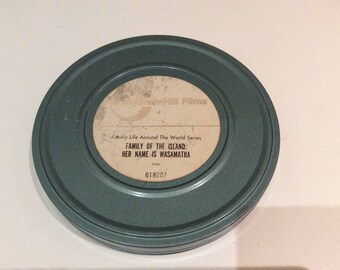 Hill Films
Family Life Around The World Series
FAMILY OF THE ISLAND:
HER NAME IS WASAMATHA
618207